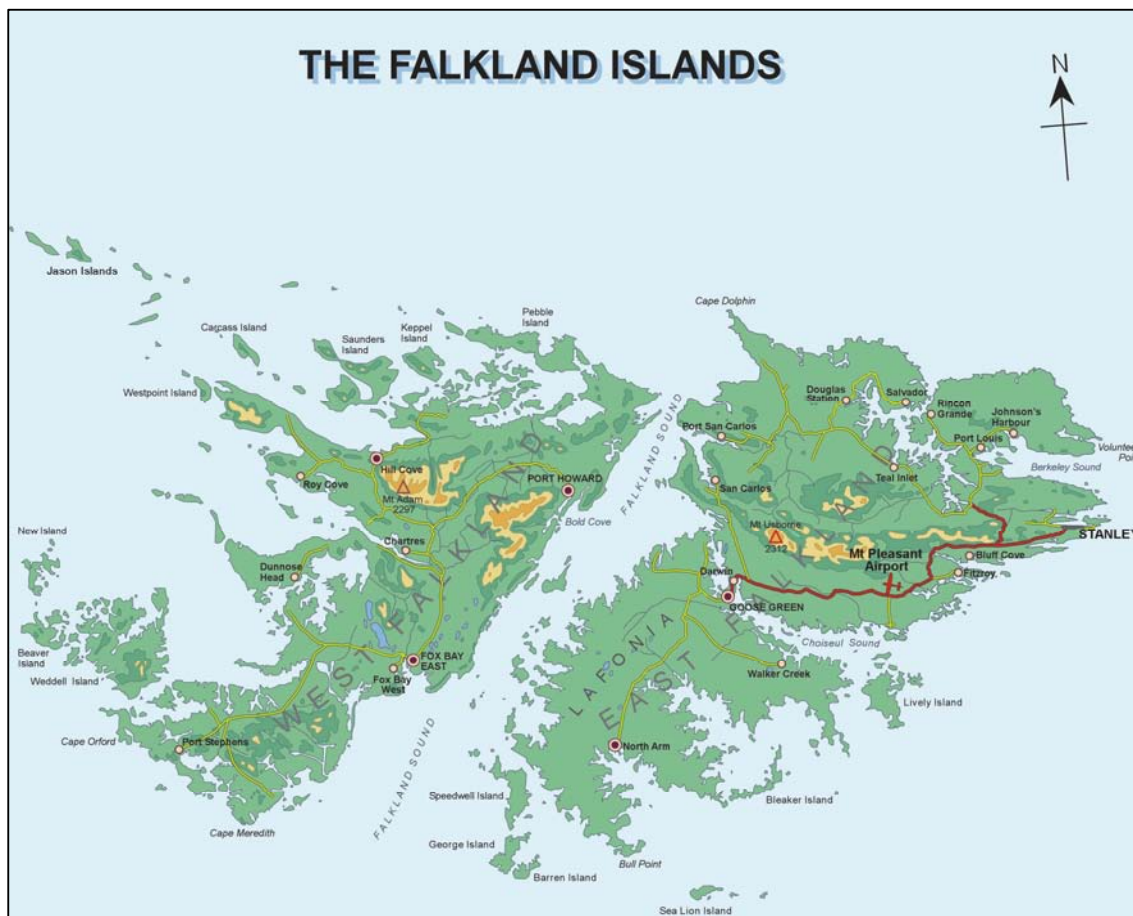 THE FALKLAND ISLANDS
N
Jason Islands
Carcass Island
Saunders
Island
Keppel
Island
Pebble
Island
Cape Dolphin
Westpoint Island
Douglas
Station
Salvador
Rincon
Grande
Johnson's
Harbour
Port San Carlos
Port Louis
Volunteer
Berkeley Sound
Hill Cove
Roy Cove
Mt Adam
2297
PORT HOWARD
FALKLAND SOUND
Bold Cove
San Carlos
Teal Inlet
New Island
Chartres
Mt Usborne
2312
Mt Pleasant
Airport
STANLEY
Bluff Cove
Fitzroy
Dunnose
Head
Darwin
GOOSE GREEN
Choiseul Sound
WEST FALKLAND
EAST FALKLAND
LAFONIA
Beaver
Island
Weddell Island
FOX BAY
EAST
Fox Bay
West
Walker Creek
Lively Island
Cape Orford
Port Stephens
North Arm
FALKLAND SOUND
Speedwell Island
Bleaker Island
Cape Meredith
George Island
Bull Point
Barren Island
Sea Lion Island